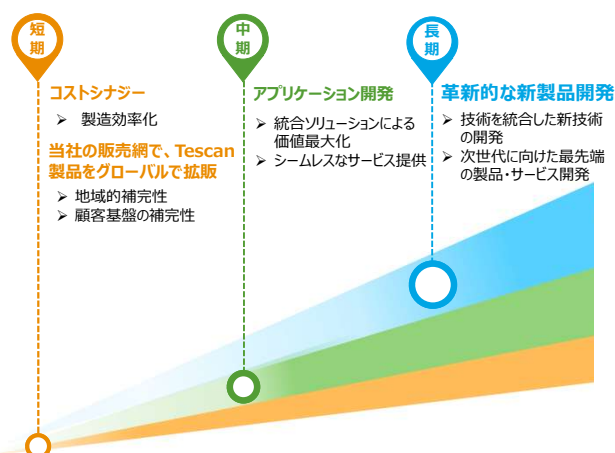 短
期
コストシナジー
➢ 製造効率化
当社の販売網で、Tescan
製品をグローバルで拡販
➢ 地域的補完性
➢ 顧客基盤の補完性
中
期
アプリケーション開発
➢ 統合ソリューションによる
価値最大化
➢ シームレスなサービス提供
長
期
革新的な新製品開発
➢ 技術を統合した新技術
の開発
➢ 次世代に向けた最先端
の製品・サービス開発